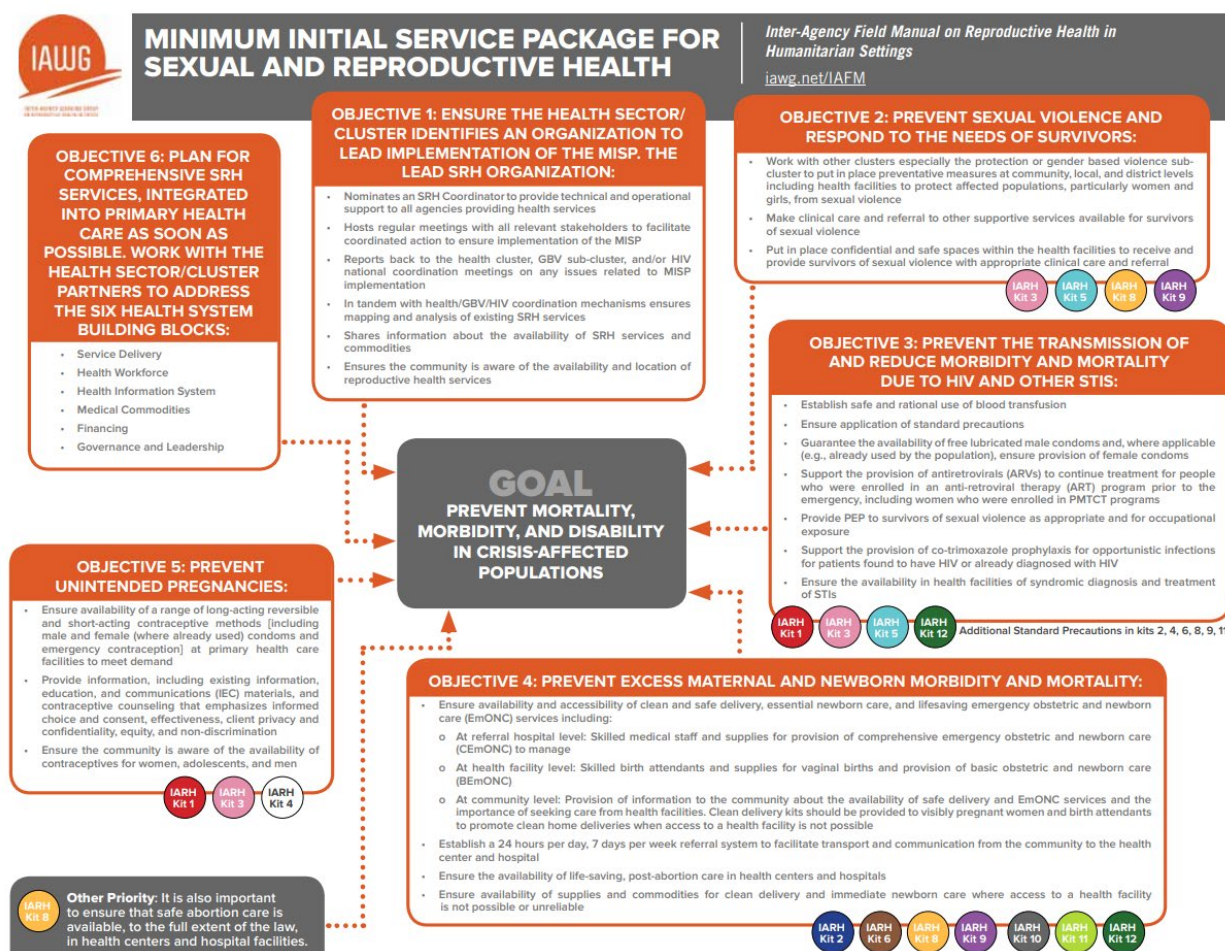 IAWG
MINIMUM INITIAL SERVICE PACKAGE FOR
SEXUAL AND REPRODUCTIVE HEALTH
Inter-Agency Field Manual on Reproductive Health in
Humanitarian Settings
iawg.net/IAFM
OBJECTIVE 1: ENSURE THE HEALTH SECTOR/
CLUSTER IDENTIFIES AN ORGANIZATION TO
LEAD IMPLEMENTATION OF THE MISP. THE
LEAD SRH ORGANIZATION:
• Nominates an SRH Coordinator to provide technical and operational
support to all agencies providing health services
• Hosts regular meetings with all relevant stakeholders to facilitate
coordinated action to ensure implementation of the MISP
• Reports back to the health cluster, GBV sub-cluster, and/or HIV
national coordination meetings on any issues related to MISP
implementation
• In tandem with health/GBV/HIV coordination mechanisms ensures
mapping and analysis of existing SRH services
• Shares information about the availability of SRH services and
commodities
• Ensures the community is aware of the availability and location of
reproductive health services
OBJECTIVE 2: PREVENT SEXUAL VIOLENCE AND
RESPOND TO THE NEEDS OF SURVIVORS:
• Work with other clusters especially the protection or gender based violence sub-
cluster to put in place preventative measures at community, local, and district levels
including health facilities to protect affected populations, particularly women and
girls, from sexual violence
• Make clinical care and referral to other supportive services available for survivors
of sexual violence
• Put in place confidential and safe spaces within the health facilities to receive and
provide survivors of sexual violence with appropriate clinical care and referral
IARH Kit 3
IARH Kit 5
IARH Kit 8
IARH Kit 9
OBJECTIVE 3: PREVENT THE TRANSMISSION OF
AND REDUCE MORBIDITY AND MORTALITY
DUE TO HIV AND OTHER STIS:
• Establish safe and rational use of blood transfusion
• Ensure application of standard precautions
• Guarantee the availability of free lubricated male condoms and, where applicable
(e.g., already used by the population), ensure provision of female condoms
• Support the provision of antiretrovirals (ARVs) to continue treatment for people
who were enrolled in an anti-retroviral therapy (ART) program prior to the
emergency, including women who were enrolled in PMTCT programs
• Provide PEP to survivors of sexual violence as appropriate and for occupational
exposure
• Support the provision of co-trimoxazole prophylaxis for opportunistic infections
for patients found to have HIV or already diagnosed with HIV
• Ensure the availability in health facilities of syndromic diagnosis and treatment
of STIs
IARH Kit 1
IARH Kit 3
IARH Kit 5
IARH Kit 12
Additional Standard Precautions in kits 2, 4, 6, 8, 9, 11
OBJECTIVE 4: PREVENT EXCESS MATERNAL AND NEWBORN MORBIDITY AND MORTALITY:
• Ensure availability and accessibility of clean and safe delivery, essential newborn care, and lifesaving emergency obstetric and newborn
care (EmONC) services including:
o At referral hospital level: Skilled medical staff and supplies for provision of comprehensive emergency obstetric and newborn care
(CEmONC) to manage
o At health facility level: Skilled birth attendants and supplies for vaginal births and provision of basic obstetric and newborn care
(BEmONC)
o At community level: Provision of information to the community about the availability of safe delivery and EmONC services and the
importance of seeking care from health facilities. Clean delivery kits should be provided to visibly pregnant women and birth attendants
to promote clean home deliveries when access to a health facility is not possible
• Establish a 24 hours per day, 7 days per week referral system to facilitate transport and communication from the community to the health
center and hospital
• Ensure the availability of life-saving, post-abortion care in health centers and hospitals
• Ensure availability of supplies and commodities for clean delivery and immediate newborn care where access to a health facility
is not possible or unreliable
IARH Kit 2
IARH Kit 6
IARH Kit 8
IARH Kit 9
IARH Kit 10
IARH Kit 11
IARH Kit 12
OBJECTIVE 5: PREVENT
UNINTENDED PREGNANCIES:
• Ensure availability of a range of long-acting reversible
and short-acting contraceptive methods [including
male and female (where already used) condoms and
emergency contraception] at primary health care
facilities to meet demand
• Provide information, including existing information,
education, and communications (IEC) materials, and
contraceptive counseling that emphasizes informed
choice and consent, effectiveness, client privacy and
confidentiality, equity, and non-discrimination
• Ensure the community is aware of the availability of
contraceptives for women, adolescents, and men
IARH Kit 1
IARH Kit 3
IARH Kit 4
OBJECTIVE 6: PLAN FOR
COMPREHENSIVE SRH
SERVICES, INTEGRATED
INTO PRIMARY HEALTH
CARE AS SOON AS
POSSIBLE. WORK WITH THE
HEALTH SECTOR/CLUSTER
PARTNERS TO ADDRESS
THE SIX HEALTH SYSTEM
BUILDING BLOCKS:
• Service Delivery
• Health Workforce
• Health Information System
• Medical Commodities
• Financing
• Governance and Leadership
GOAL
PREVENT MORTALITY,
MORBIDITY, AND DISABILITY
IN CRISIS-AFFECTED
POPULATIONS
IARH Kit 8
Other Priority: It is also important
to ensure that safe abortion care is
available, to the full extent of the law,
in health centers and hospital facilities.